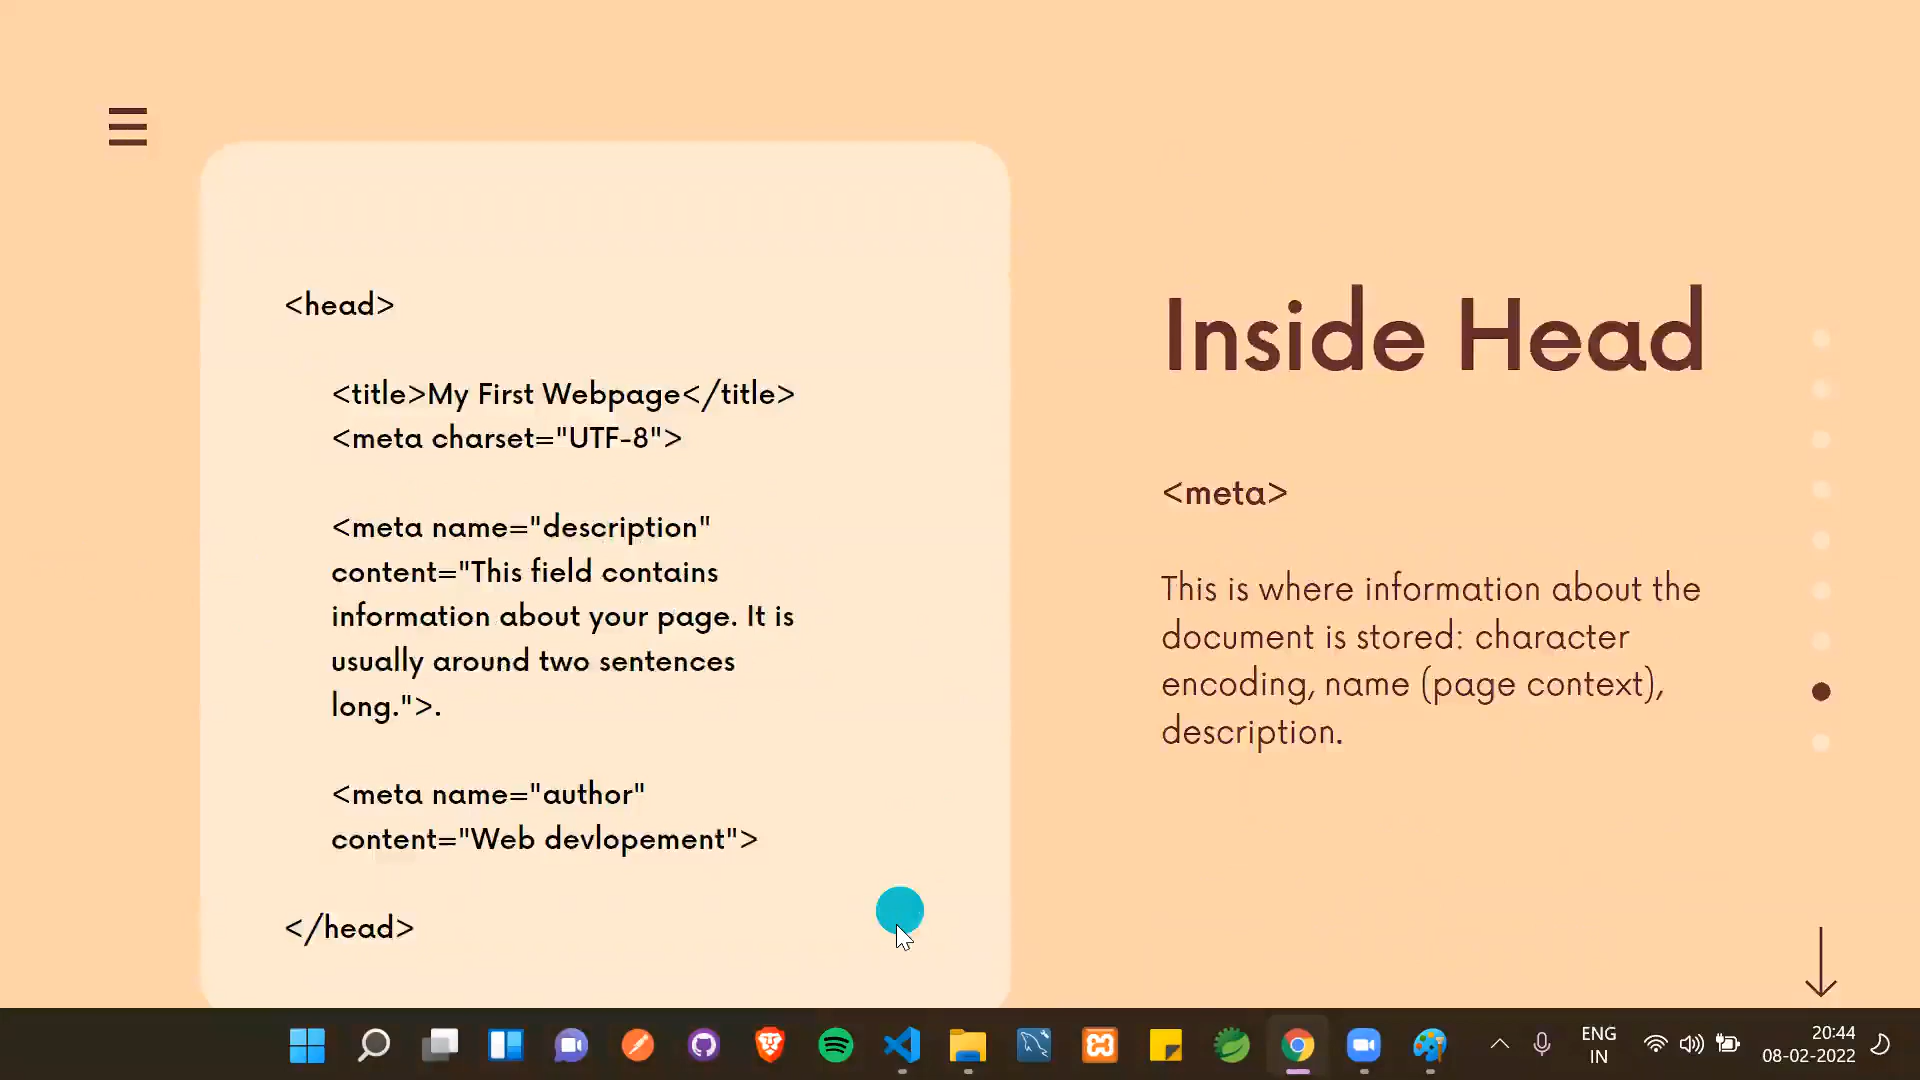 <head>
<title>My First Webpage</title>
<meta charset="UTF-8">
<meta name="description"
content="This field contains
information about your page. It is
usually around two sentences
long.">.
<meta name="author"
content="Web devlopement">
</head>
Inside Head
<meta>
This is where information about the
document is stored: character
encoding, name (page context),
description.
ENG
IN
20:44
08-02-2022